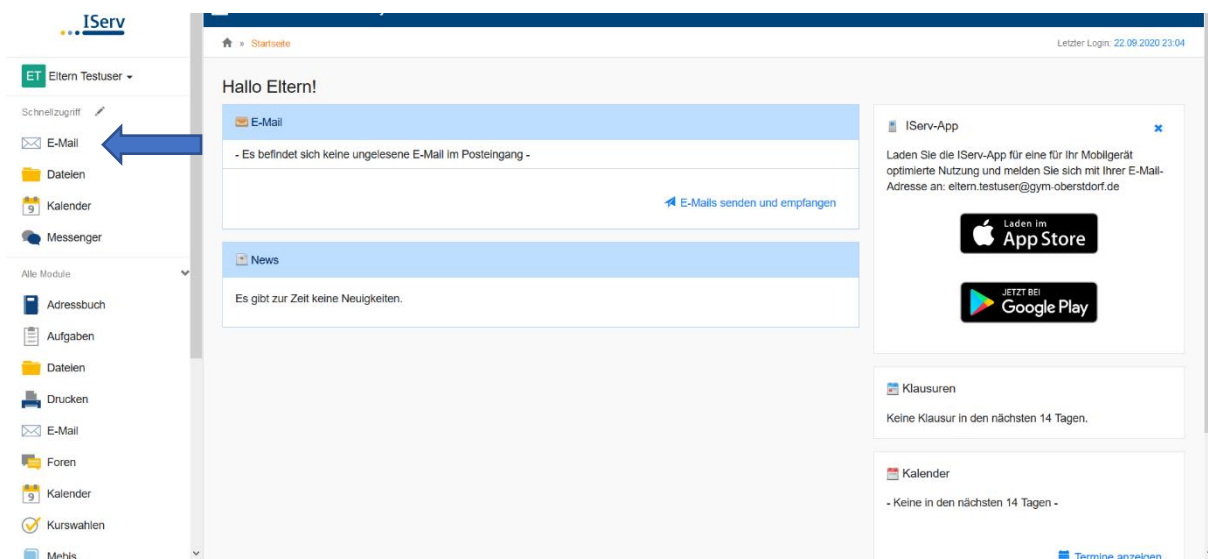 IServ
ET Eltern Testuser
Schnellzugriff
E-Mail
Dateien
9 Kalender
Messenger
Alle Module
Adressbuch
Aufgaben
Dateien
Drucken
E-Mail
Foren
9 Kalender
Kurswahlen
Mebis
» Startseite
Letzter Login: 22.09.2020 23:04
Hallo Eltern!
E-Mail
- Es befindet sich keine ungelesene E-Mail im Posteingang -
E-Mails senden und empfangen
News
Es gibt zur Zeit keine Neuigkeiten.
IServ-App
Laden Sie die IServ-App für eine für Ihr Mobilgerät
optimierte Nutzung und melden Sie sich mit Ihrer E-Mail-
Adresse an: eltern.testuser@gym-oberstdorf.de
Laden im
App Store
JETZT BEI
Google Play
Klausuren
Keine Klausur in den nächsten 14 Tagen.
Kalender
- Keine in den nächsten 14 Tagen -
Termine anzeigen